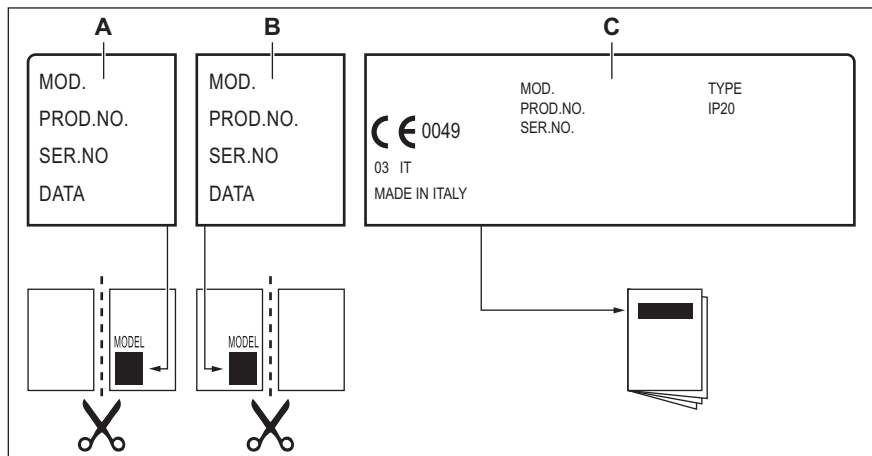 A
B
C
MOD.
PROD.NO.
SER.NO
DATA
MOD.
PROD.NO.
SER.NO
DATA
MOD.
PROD.NO.
SER.NO.
TYPE
IP20
CE 0049
03 IT
MADE IN ITALY
MODEL
MODEL